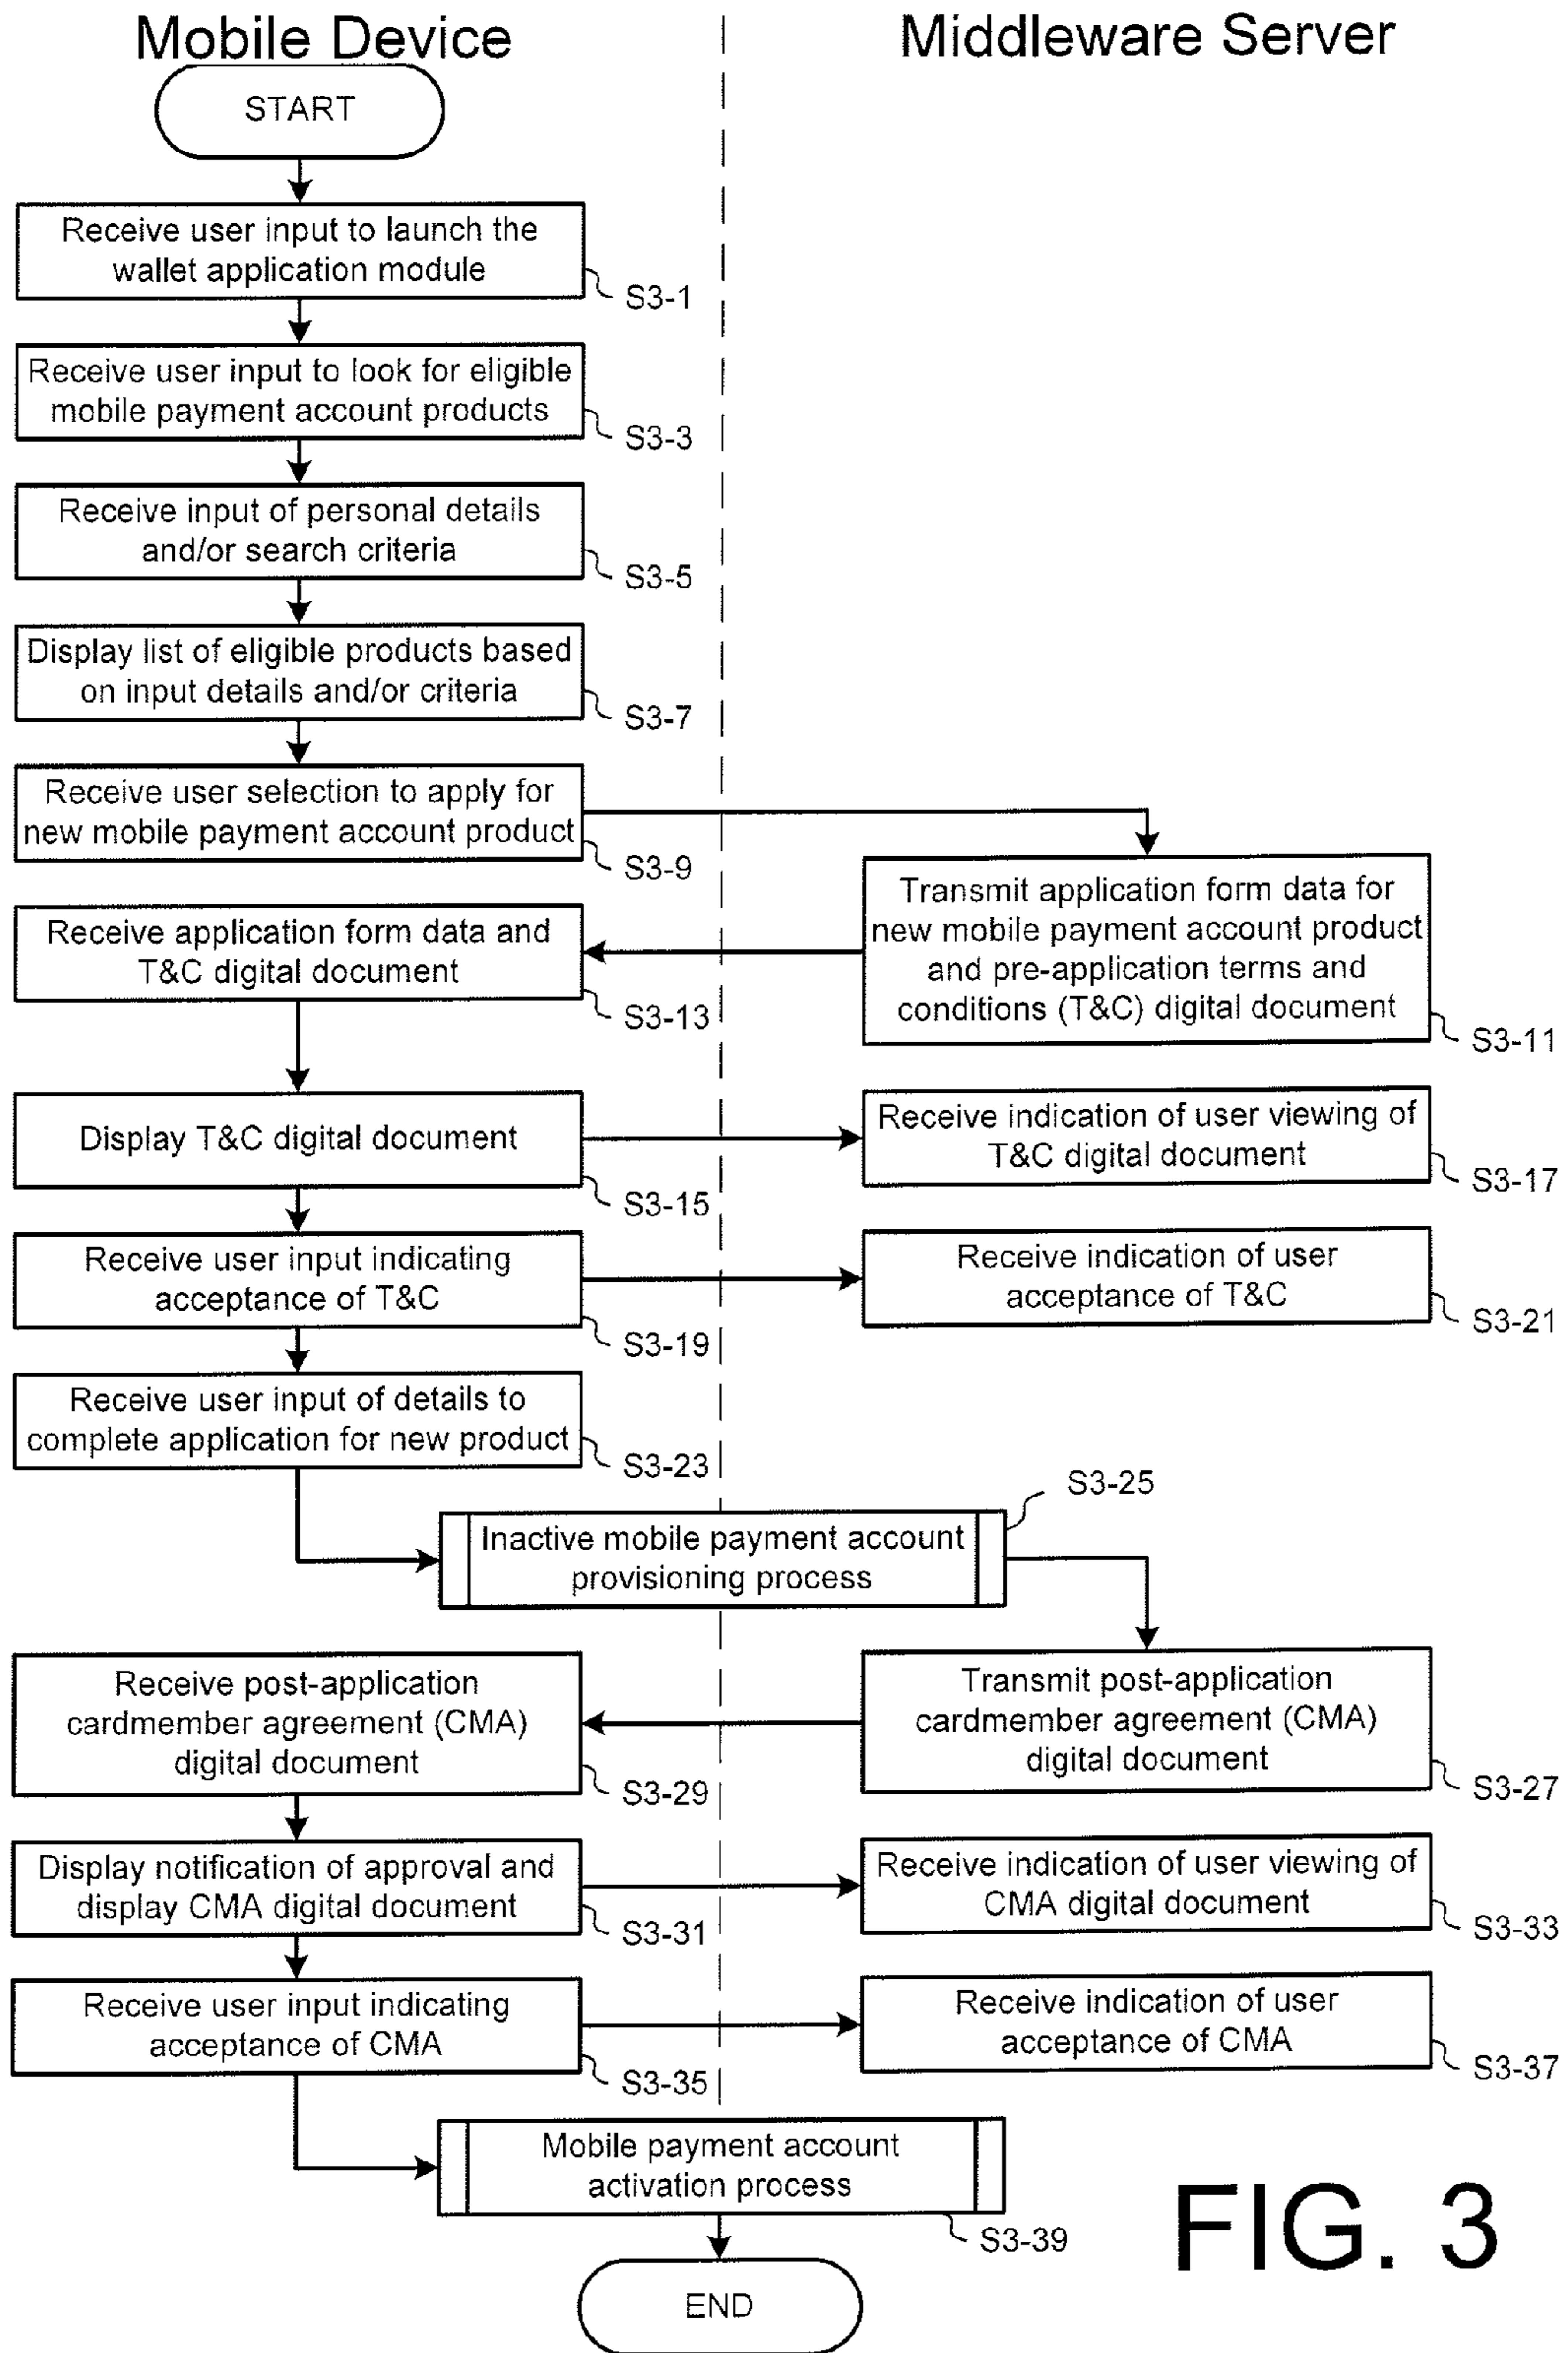 Mobile Device
Middleware Server
START
Receive user input to launch the
wallet application module
S3-1
Receive user input to look for eligible
mobile payment account products
S3-3
Receive input of personal details
and/or search criteria
S3-5
Display list of eligible products based
on input details and/or criteria
S3-7
Receive user selection to apply for
new mobile payment account product
S3-9
Transmit application form data for
new mobile payment account product
and pre-application terms and
conditions (T&C) digital document
S3-11
Receive application form data and
T&C digital document
S3-13
Display T&C digital document
S3-15
Receive indication of user viewing of
T&C digital document
S3-17
Receive user input indicating
acceptance of T&C
S3-19
Receive indication of user
acceptance of T&C
S3-21
Receive user input of details to
complete application for new product
S3-23
Inactive mobile payment account
provisioning process
S3-25
Transmit post-application
cardmember agreement (CMA)
digital document
S3-27
Receive post-application
cardmember agreement (CMA)
digital document
S3-29
Display notification of approval and
display CMA digital document
S3-31
Receive indication of user viewing of
CMA digital document
S3-33
Receive user input indicating
acceptance of CMA
S3-35
Receive indication of user
acceptance of CMA
S3-37
Mobile payment account
activation process
S3-39
END
FIG. 3